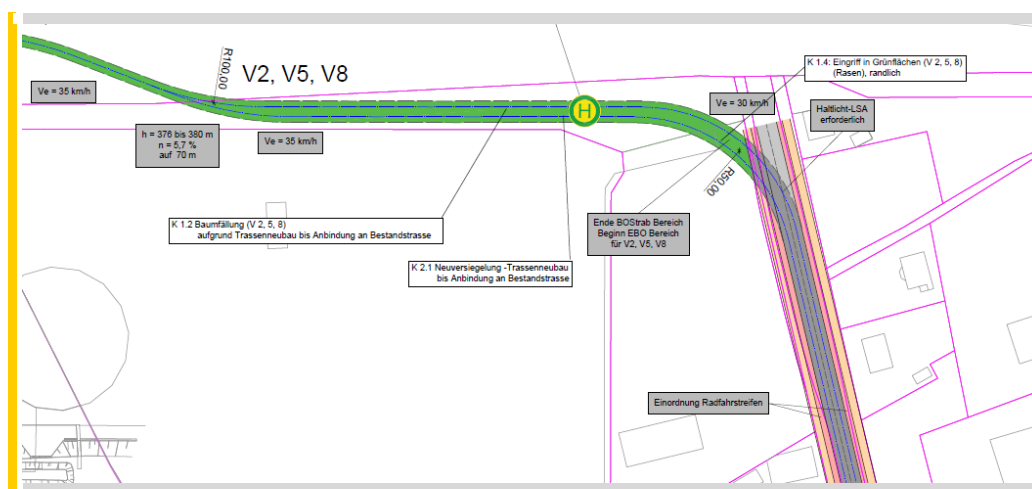 R100,00
V2, V5, V8
K 1.4: Eingriff in Grünflächen (V 2, 5, 8)
(Rasen), randlich
Ve = 35 km/h
Ve = 30 km/h
Haltlicht-LSA
erforderlich
H
h = 376 bis 380 m
n = 5,7 %
auf 70 m
Ve = 35 km/h
R50,00
K 1.2 Baumfällung (V 2, 5, 8)
aufgrund Trassenneubau bis Anbindung an Bestandstrasse
Ende BOStrab Bereich
Beginn EBO Bereich
für V2, V5, V8
K 2.1 Neuversiegelung -Trassenneubau
bis Anbindung an Bestandstrasse
Einordnung Radfahrstreifen